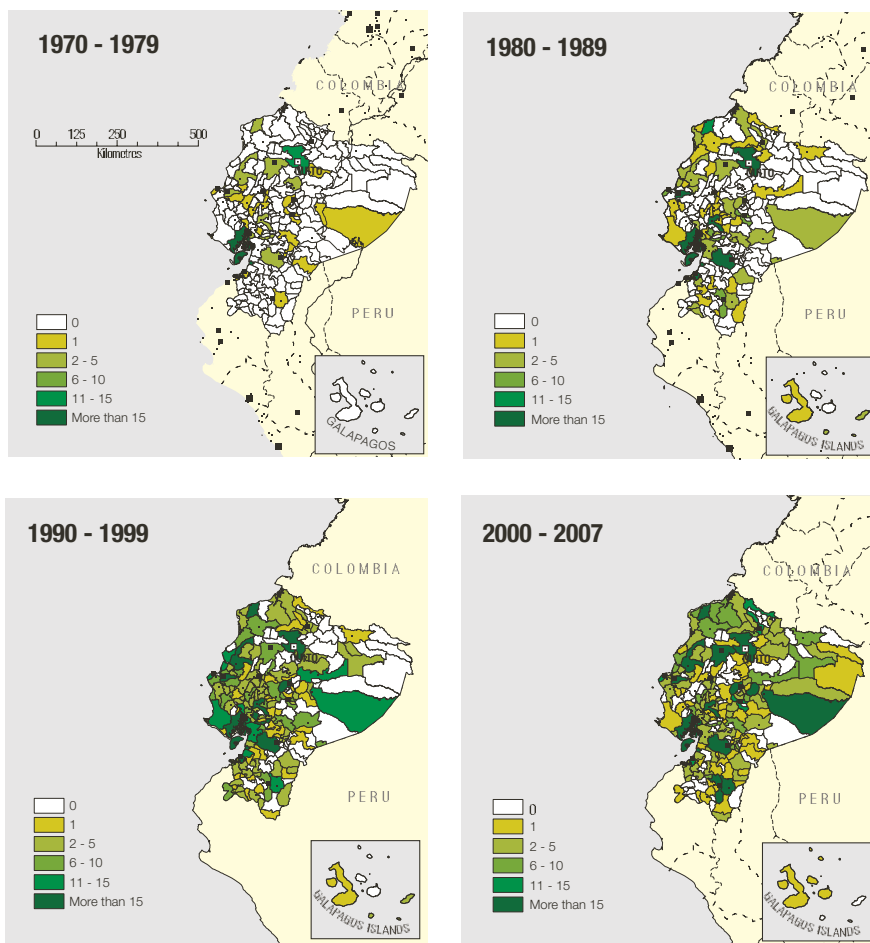 1970 - 1979
COLOMBIA
0 125 250 500
Kilometres
QUITO
PERU
0
1
2 - 5
6 - 10
11 - 15
More than 15
GALAPAGOS
1980 - 1989
COLOMBIA
QUITO
PERU
0
1
2 - 5
6 - 10
11 - 15
More than 15
GALAPAGOS ISLANDS
1990 - 1999
COLOMBIA
QUITO
PERU
0
1
2 - 5
6 - 10
11 - 15
More than 15
GALAPAGUS ISLANDS
2000 - 2007
COLOMBIA
QUITO
PERU
0
1
2 - 5
6 - 10
11 - 15
More than 15
GALAPAGUS ISLANDS